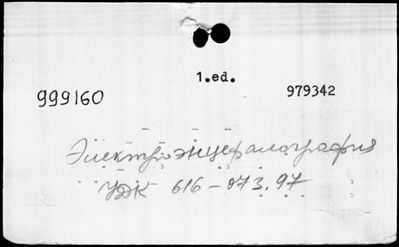 1.ed.
999160 979342
Электроэнцефалография
УДК 616-073.97